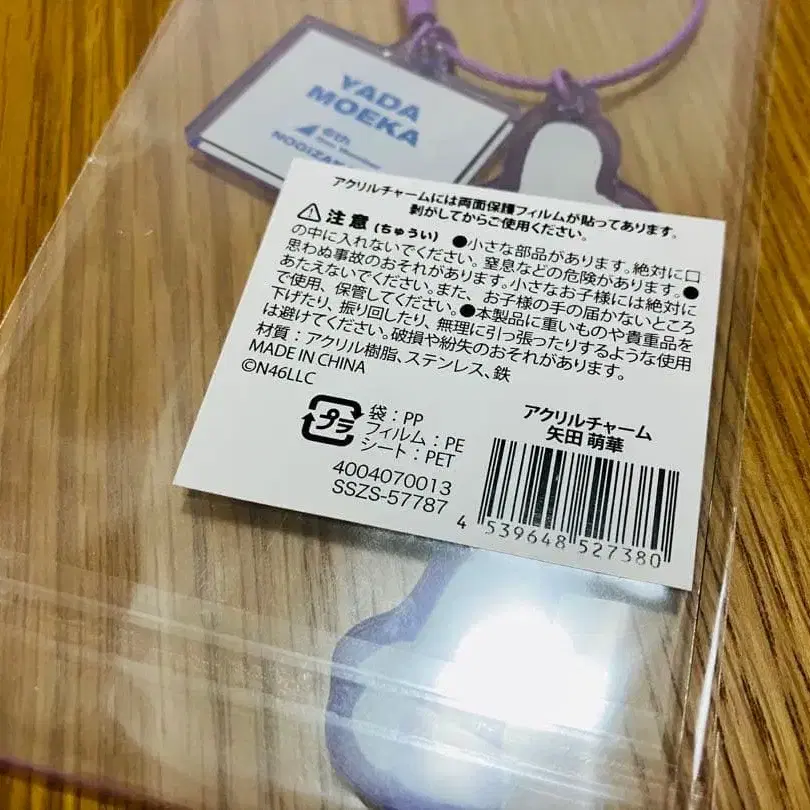 YADA
MOEKA
6th
NOGIZA
アクリルチャームには両面保護フィルムが貼ってあります。
剥がしてからご使用ください。
注意(ちゅうい) ●小さな部品があります。絶対に口
の中に入れないでください。窒息などの危険があります。●
思わぬ事故のおそれがあります。小さなお子様には絶対に
あたえないでください。また、お子様の手の届かないところ
で使用、保管してください。●本製品に重いものや貴重品を
下げたり、振り回したり、無理に引っ張ったりするような使用
は避けてください。破損や紛失のおそれがあります。
材質:アクリル樹脂、ステンレス、鉄
MADE IN CHINA
©N46LLC
プラ
袋:PP
フィルム:PE
シート:PET
4004070013
SSZS-57787
アクリルチャーム
矢田 萌華
4 539648 527380